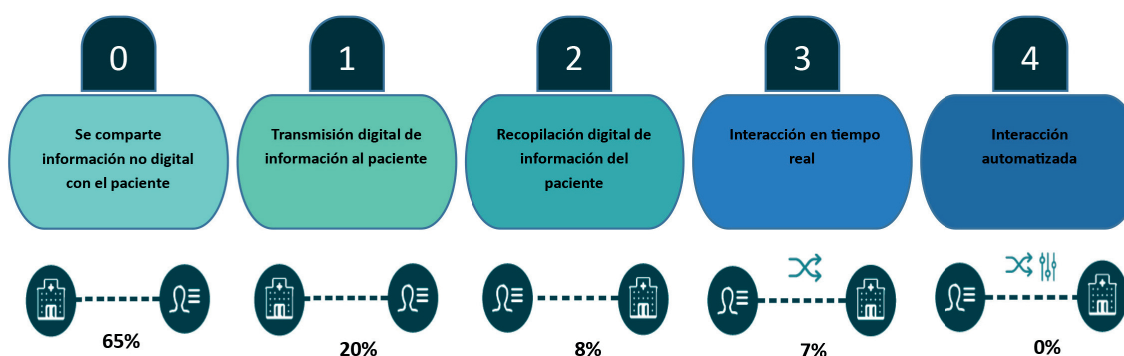 0
Se comparte
información no digital
con el paciente
65%
1
Transmisión digital de
información al paciente
20%
2
Recopilación digital de
información del
paciente
8%
3
Interacción en tiempo
real
7%
4
Interacción
automatizada
0%